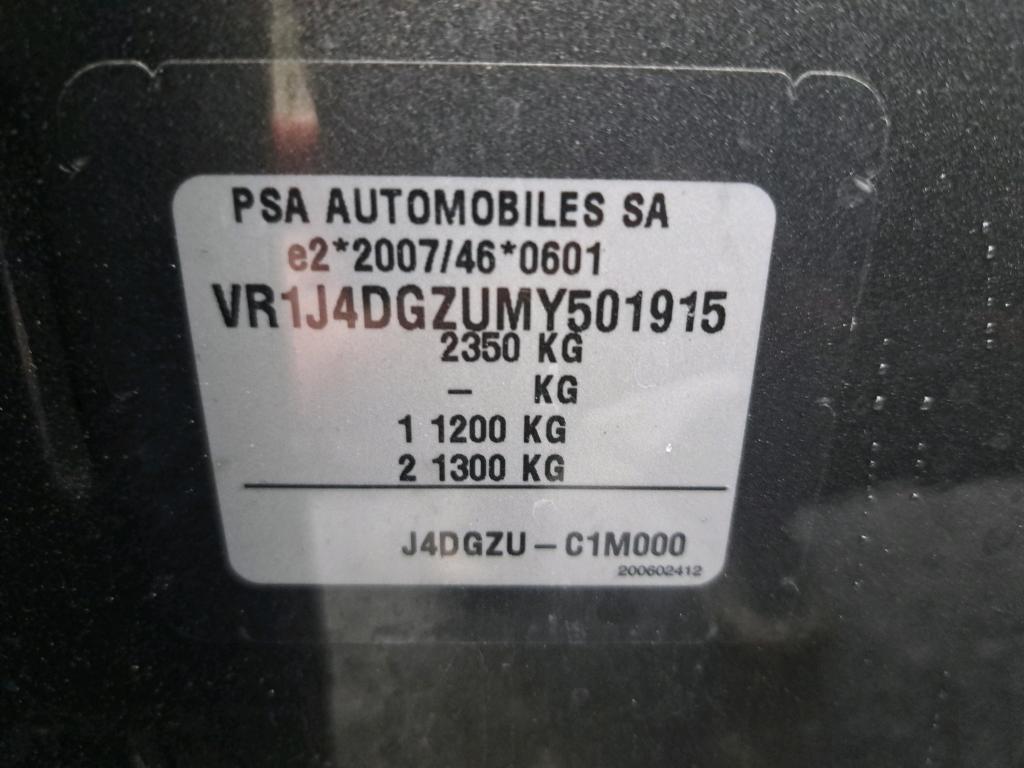 PSA AUTOMOBILES SA
e2*2007/46*0601
VR1J4DGZUMY501915
2350 KG
– KG
1 1200 KG
2 1300 KG
J4DGZU – C1M000
200602412